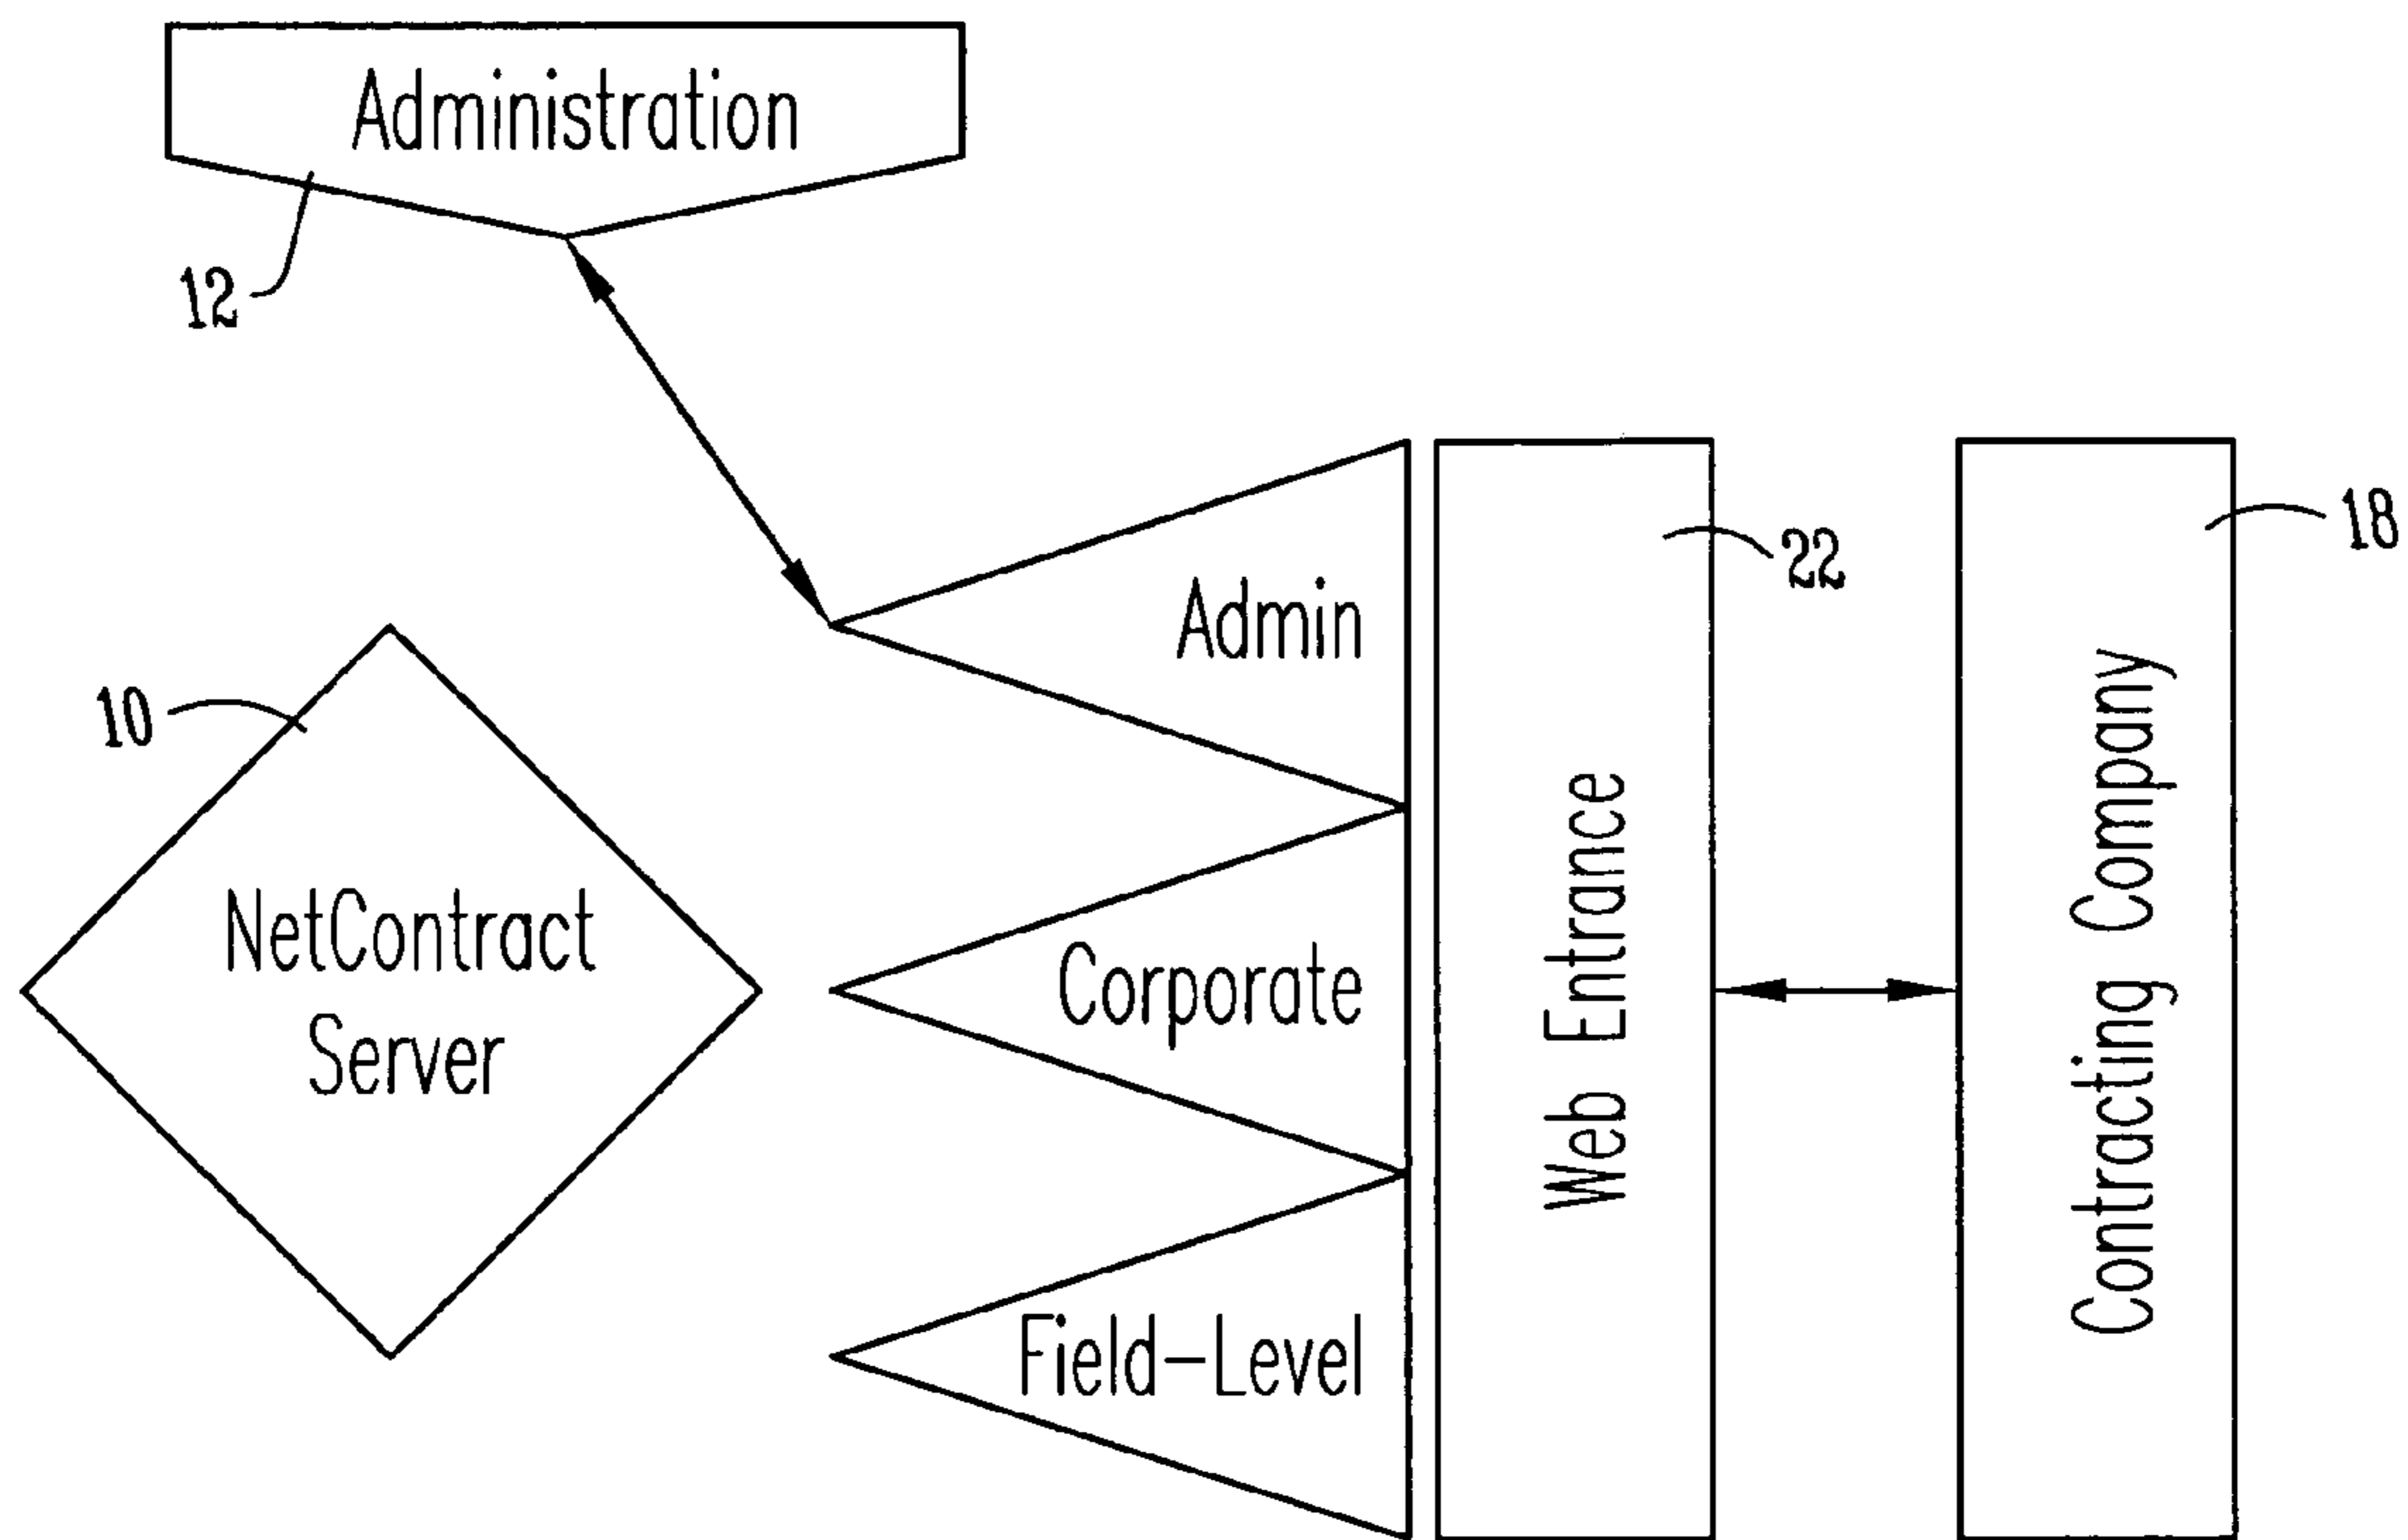 Administration
12
Admin
22
18
10
NetContract
Server
Corporate
Web Entrance
Contracting Company
Field-Level